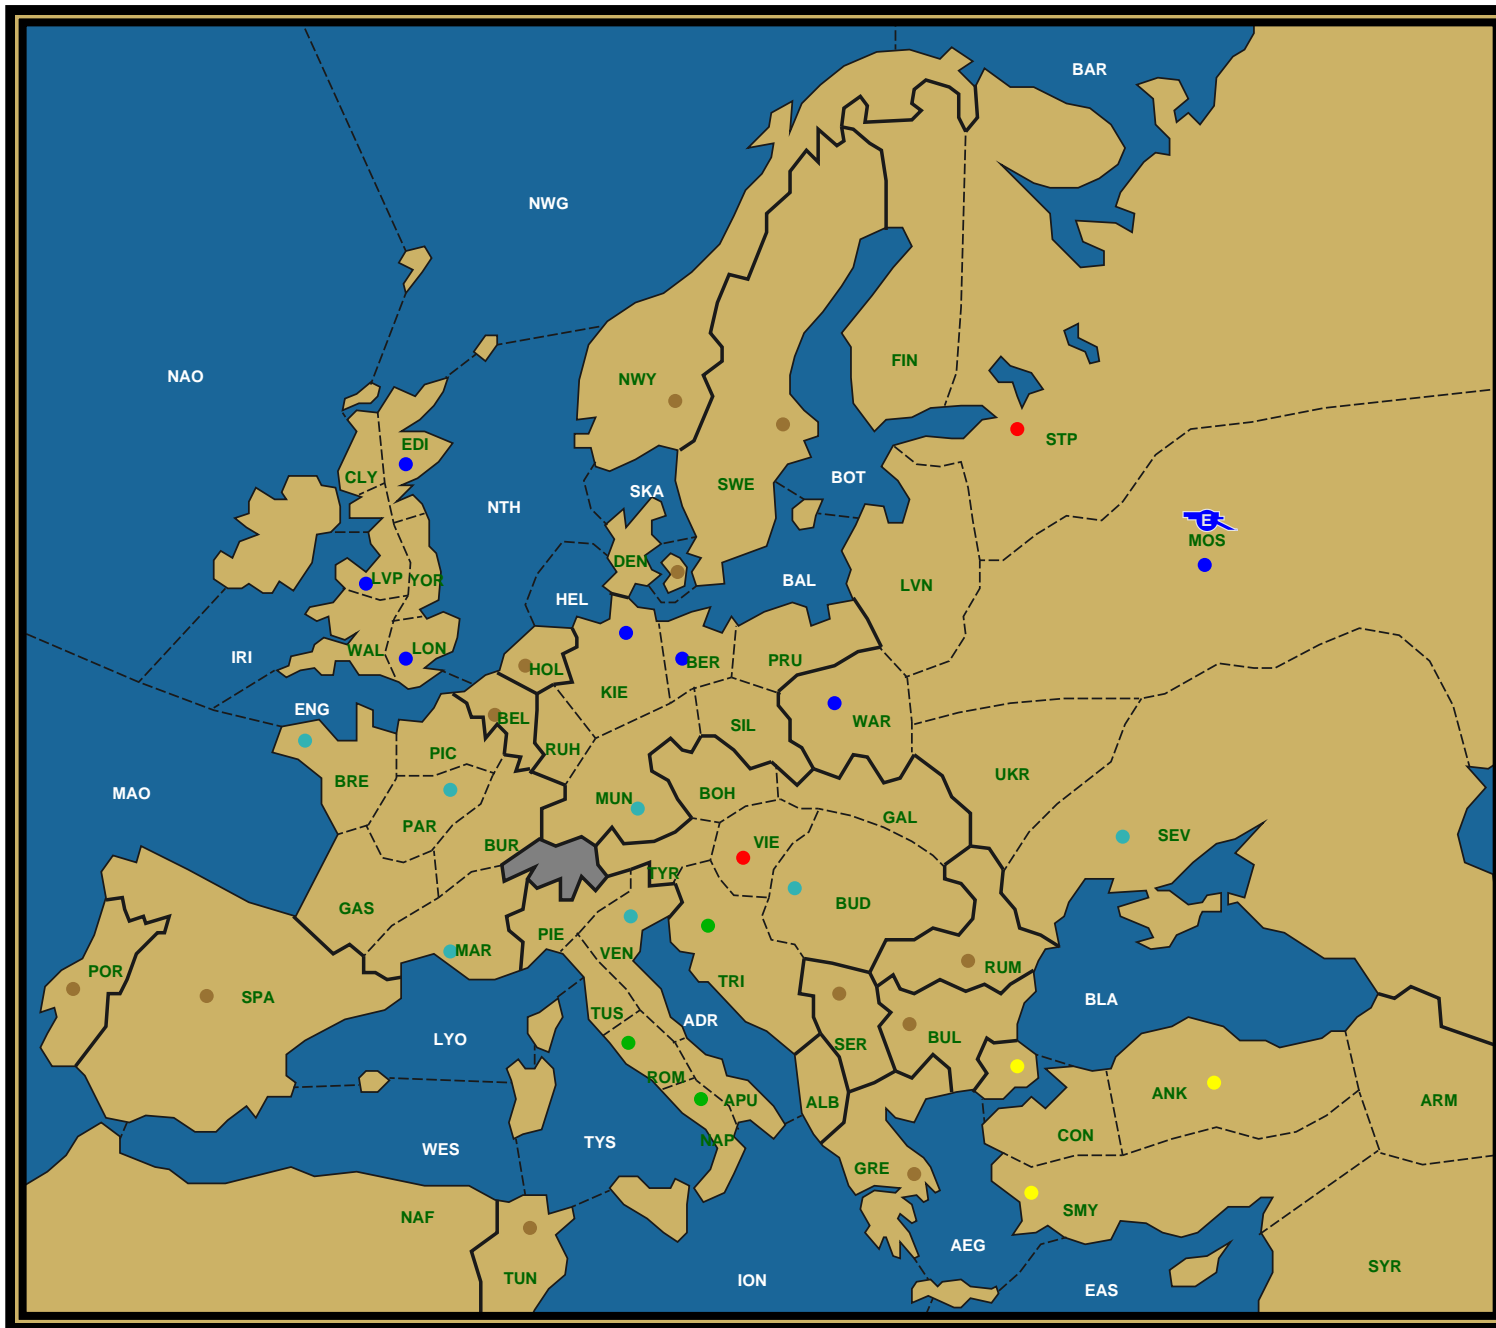 BAR
NWG
NAO
FIN
NWY
STP
EDI
CLY
SKA
BOT
SWE
NTH
E
MOS
DEN
BAL
LVN
LVP
YOR
HEL
WAL
LON
IRI
HOL
BER
PRU
KIE
ENG
BEL
WAR
SIL
PIC
RUH
BRE
UKR
MAO
MUN
BOH
GAL
PAR
SEV
BUR
VIE
TYR
BUD
GAS
PIE
MAR
VEN
POR
SPA
TRI
RUM
BLA
TUS
ADR
LYO
SER
BUL
ROM
ANK
APU
ALB
ARM
CON
NAP
WES
TYS
GRE
SMY
NAF
AEG
SYR
TUN
ION
EAS